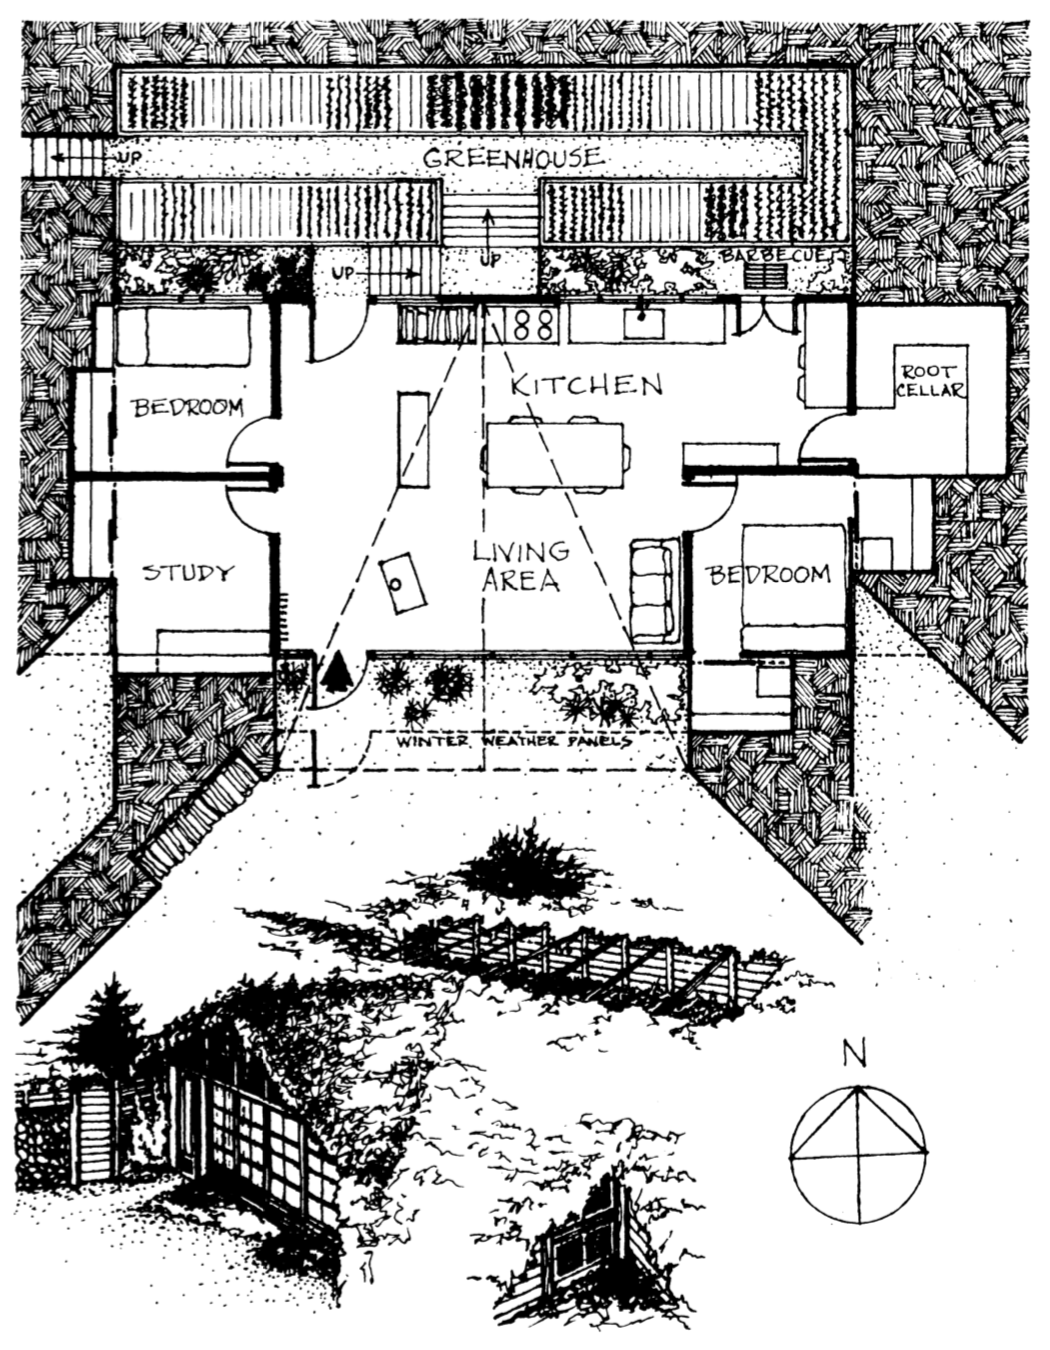 UP
GREENHOUSE
UP
UP
BARBECUE
KITCHEN
ROOT
CELLAR
BEDROOM
LIVING
AREA
STUDY
BEDROOM
WINTER WEATHER PANELS
N